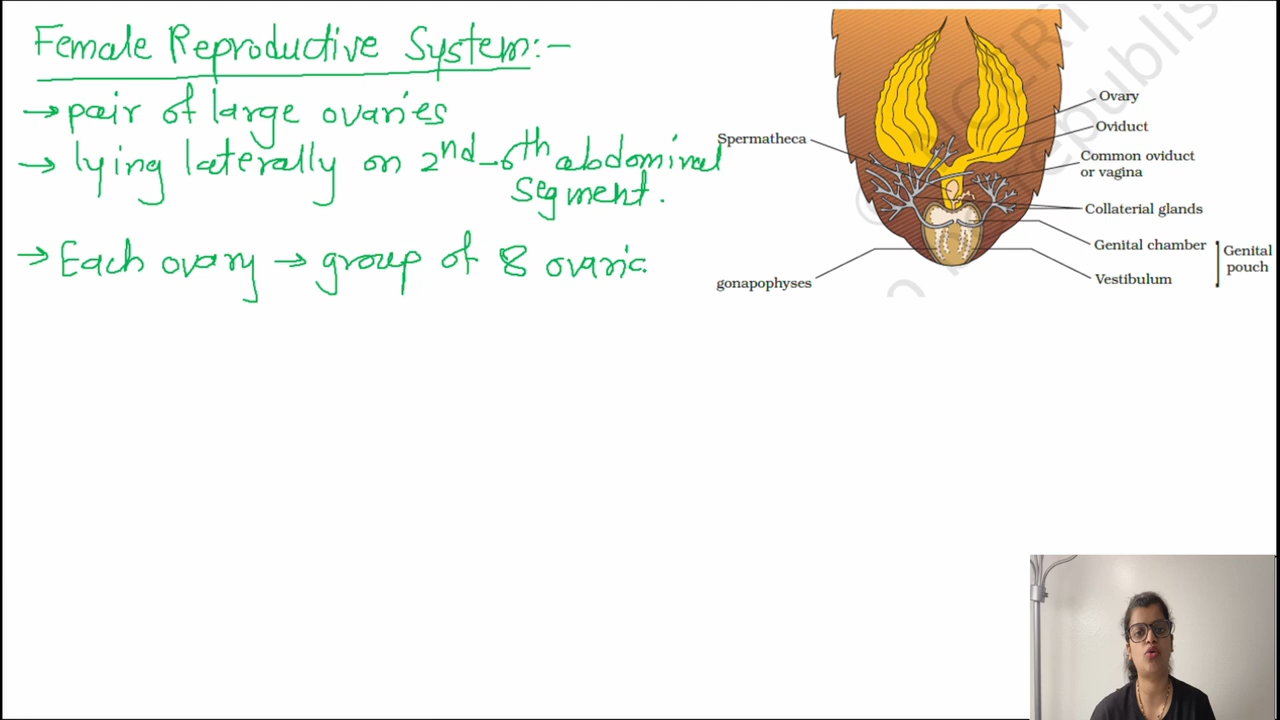 Female Reproductive System:-
→ pair of large ovaries
→ lying laterally on 2nd-6th abdominal
segment.
→ Each ovary → group of 8 ovaric
Spermatheca
gonapophyses
Ovary
Oviduct
Common oviduct
or vagina
Collaterial glands
Genital chamber
Vestibulum
Genital
pouch